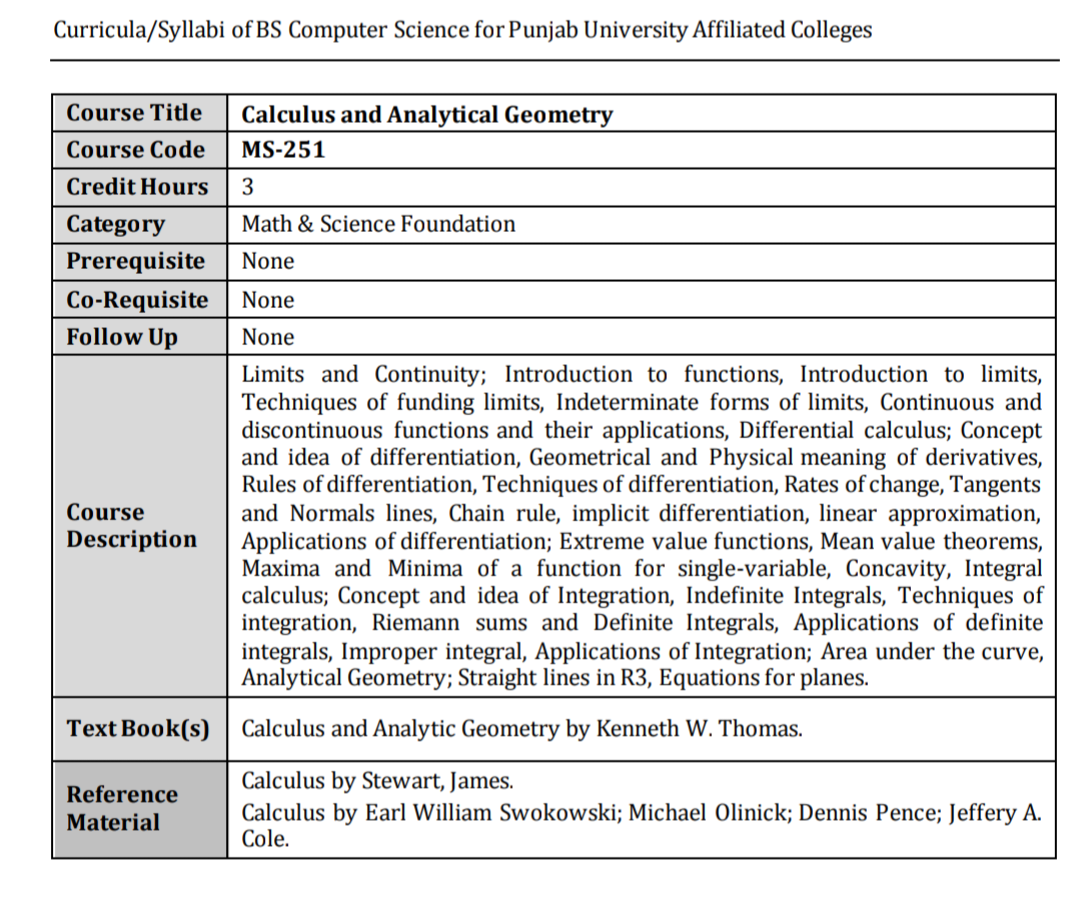 Curricula/Syllabi of BS Computer Science for Punjab University Affiliated Colleges
Course Title Calculus and Analytical Geometry
Course Code MS-251
Credit Hours 3
Category Math & Science Foundation
Prerequisite None
Co-Requisite None
Follow Up None
Course Description
Limits and Continuity; Introduction to functions, Introduction to limits,
Techniques of funding limits, Indeterminate forms of limits, Continuous and
discontinuous functions and their applications, Differential calculus; Concept
and idea of differentiation, Geometrical and Physical meaning of derivatives,
Rules of differentiation, Techniques of differentiation, Rates of change, Tangents
and Normals lines, Chain rule, implicit differentiation, linear approximation,
Applications of differentiation; Extreme value functions, Mean value theorems,
Maxima and Minima of a function for single-variable, Concavity, Integral
calculus; Concept and idea of Integration, Indefinite Integrals, Techniques of
integration, Riemann sums and Definite Integrals, Applications of definite
integrals, Improper integral, Applications of Integration; Area under the curve,
Analytical Geometry; Straight lines in R3, Equations for planes.
Text Book(s) Calculus and Analytic Geometry by Kenneth W. Thomas.
Reference
Material
Calculus by Stewart, James.
Calculus by Earl William Swokowski; Michael Olinick; Dennis Pence; Jeffery A.
Cole.